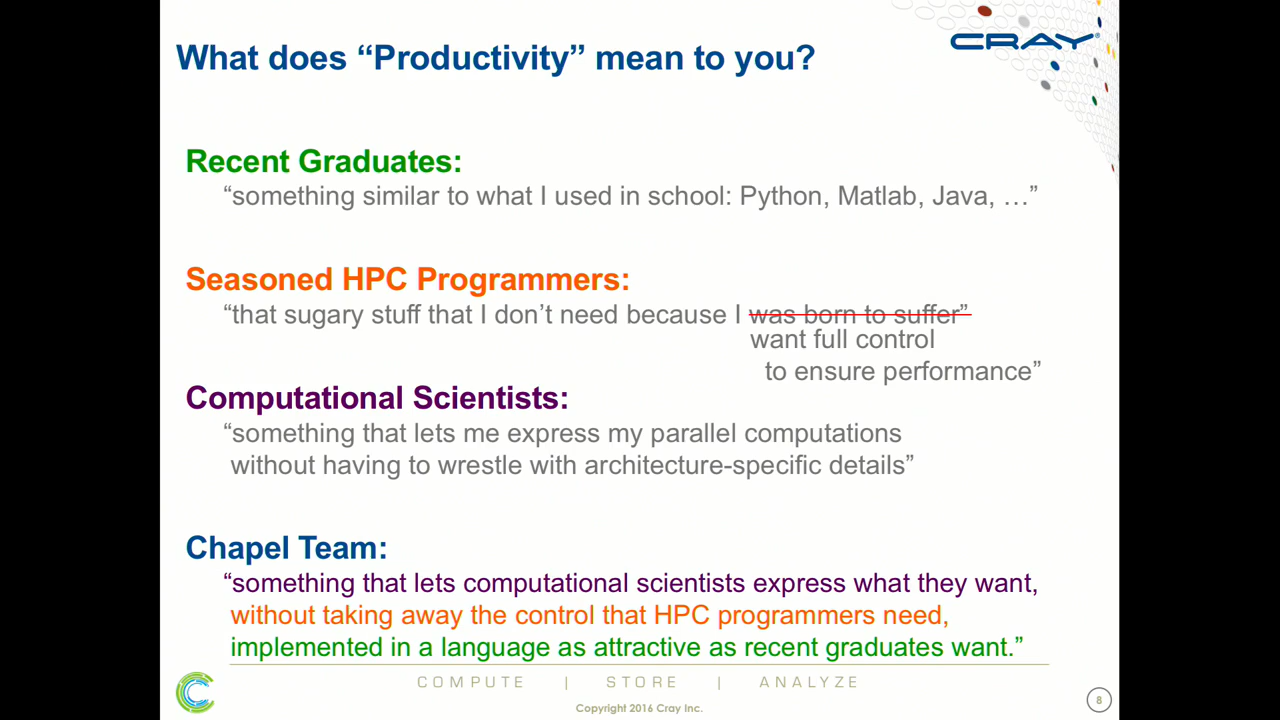 What does “Productivity” mean to you?
CRAY®
Recent Graduates:
“something similar to what I used in school: Python, Matlab, Java, …”
Seasoned HPC Programmers:
“that sugary stuff that I don’t need because I was born to suffer”
want full control
to ensure performance”
Computational Scientists:
“something that lets me express my parallel computations
without having to wrestle with architecture-specific details”
Chapel Team:
“something that lets computational scientists express what they want,
without taking away the control that HPC programmers need,
implemented in a language as attractive as recent graduates want.”
COMPUTE | STORE | ANALYZE
Copyright 2016 Cray Inc.
8